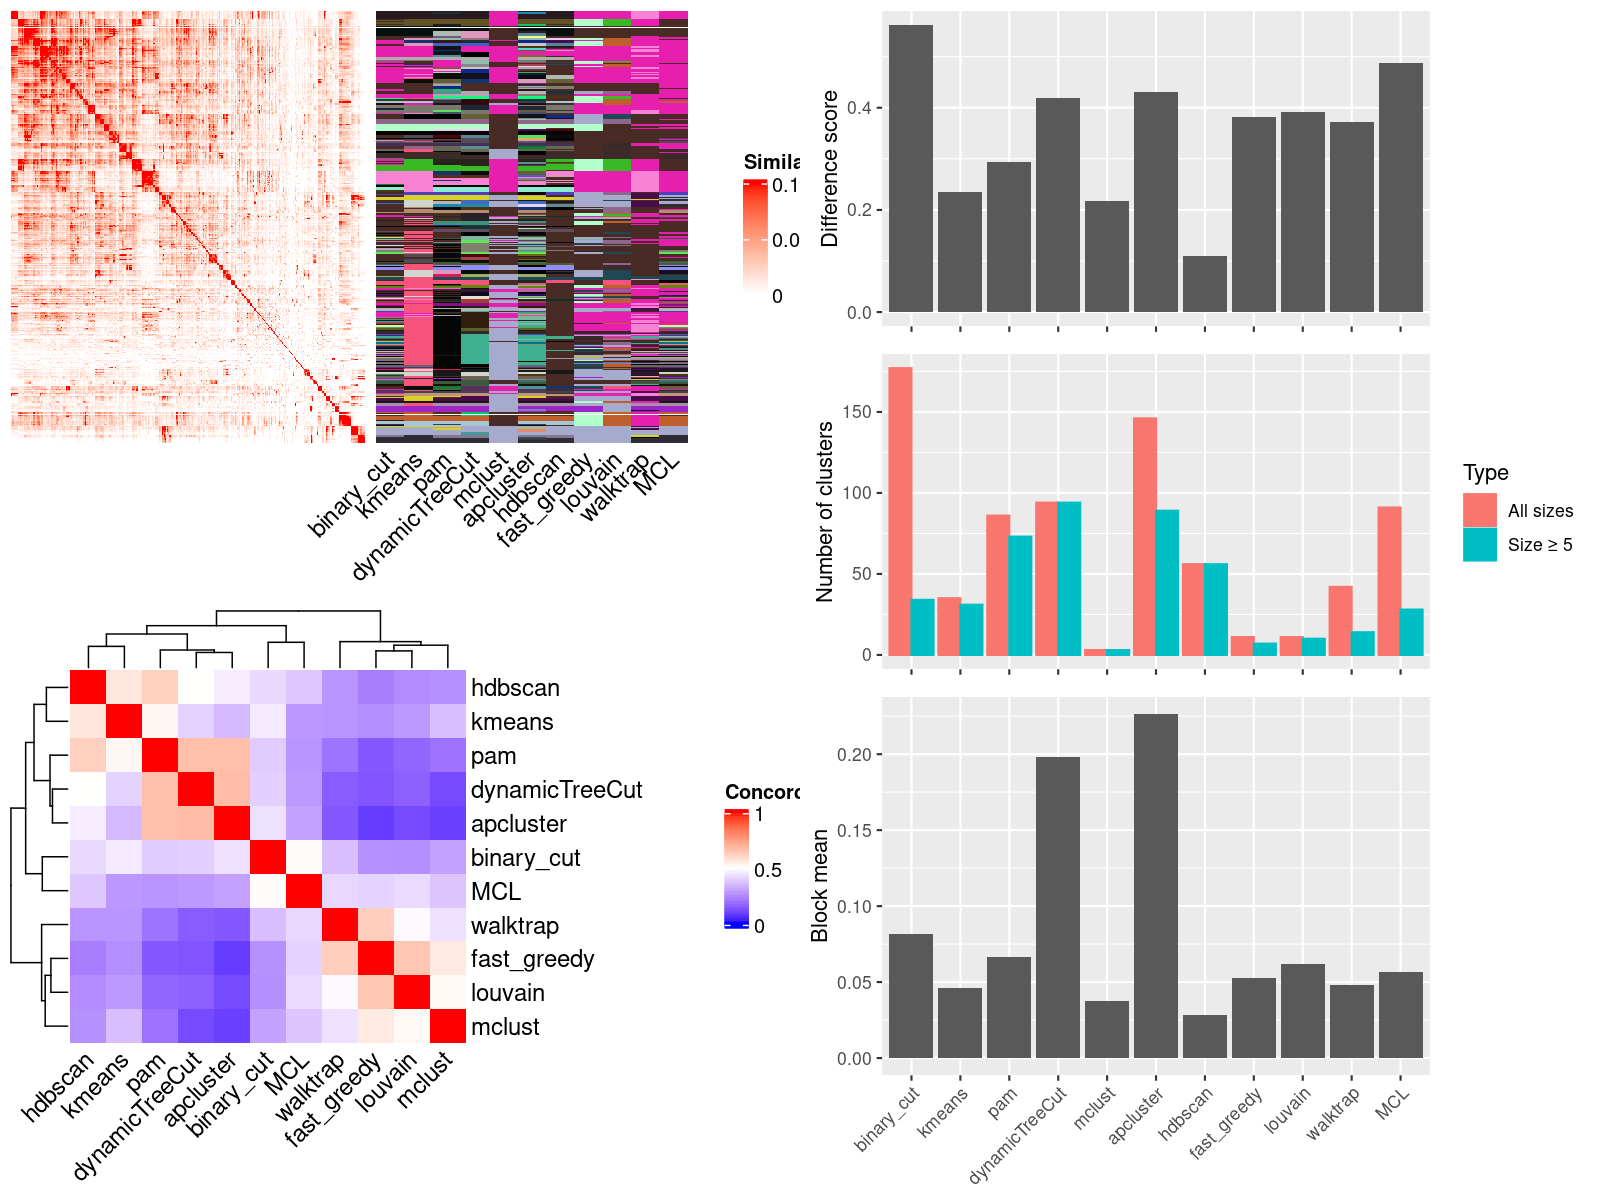 Simila
0.1
0.0
0
binary_cut
kmeans
pam
dynamicTreeCut
mclust
apcluster
hdbscan
fast_greedy
louvain
walktrap
MCL
hdbscan
kmeans
pam
dynamicTreeCut
apcluster
binary_cut
MCL
walktrap
fast_greedy
louvain
mclust
hdbscan
kmeans
pam
dynamicTreeCut
apcluster
binary_cut
MCL
walktrap
fast_greedy
louvain
mclust
Concord
1
0.5
0
Difference score
0.4
0.2
0.0
Number of clusters
150
100
50
0
Type
All sizes
Size ≥ 5
Block mean
0.20
0.15
0.10
0.05
0.00
binary_cut
kmeans
pam
dynamicTreeCut
mclust
apcluster
hdbscan
fast_greedy
louvain
walktrap
MCL